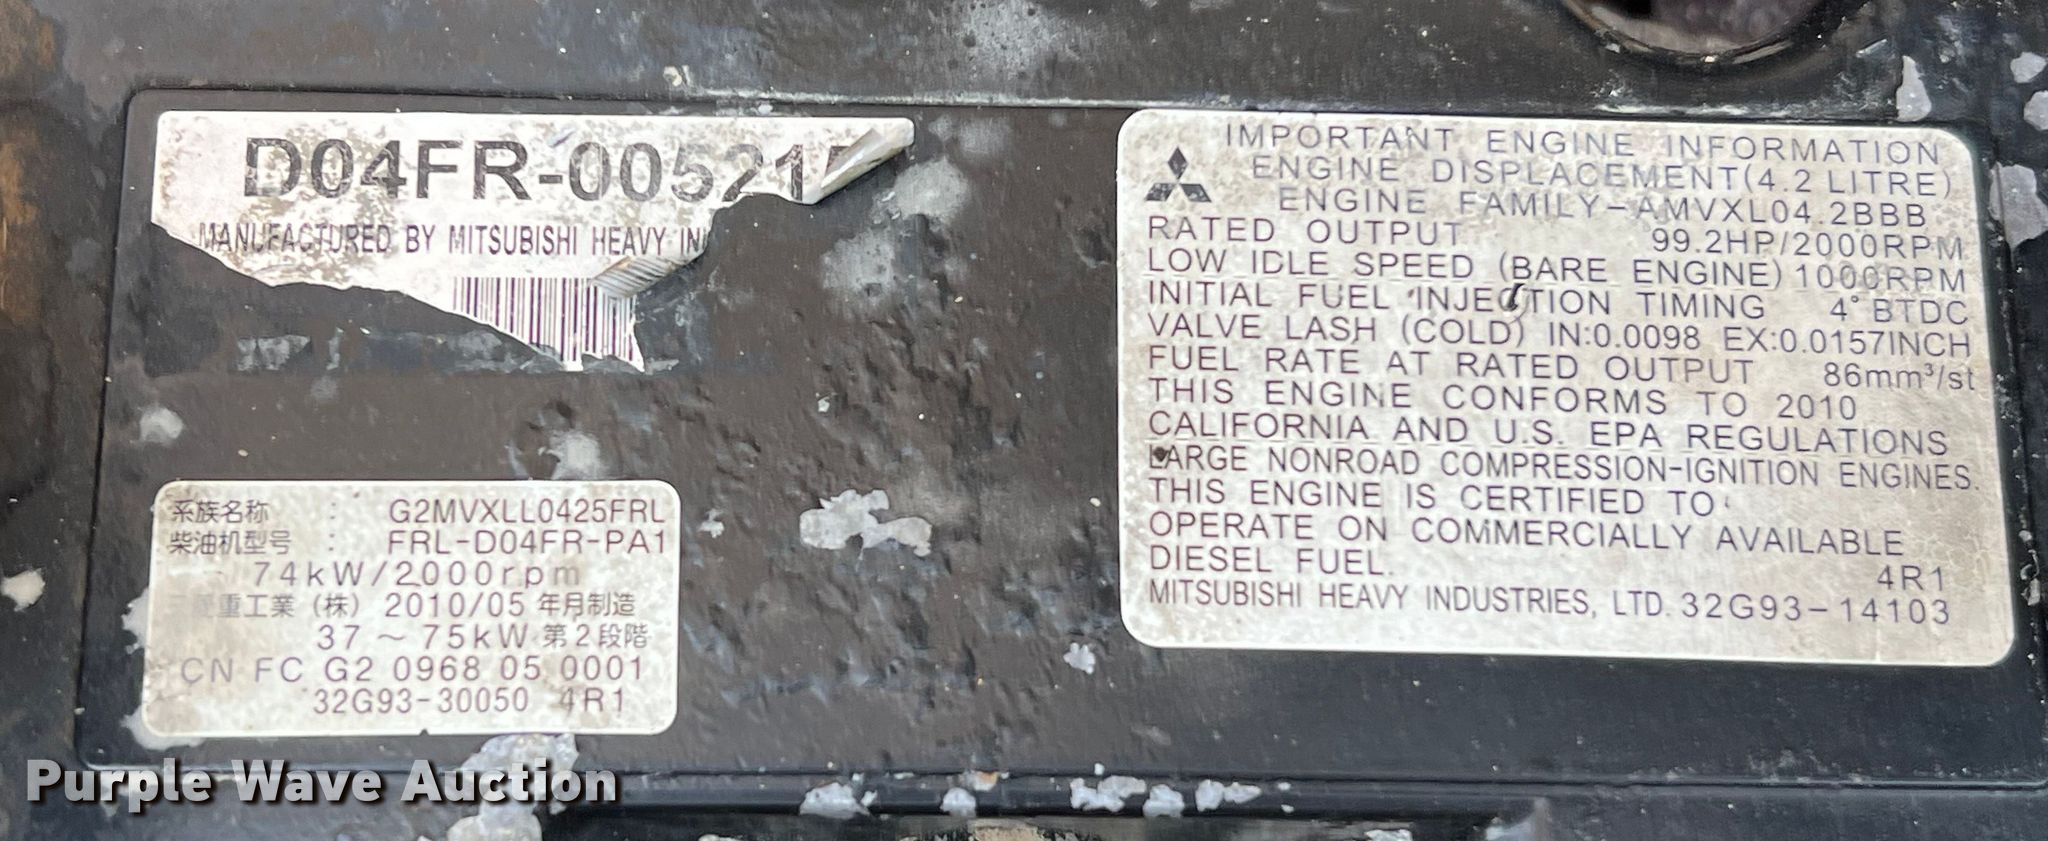 D04FR-00521
MANUFACTURED BY MITSUBISHI HEAVY IN
系族名称 : G2MVXLL0425FRL
柴油机型号 : FRL-D04FR-PA1
74kW/2000rpm
重工業 (株) 2010/05 年月制造
37～75kW 第2段階
CN FC G2 0968 05 0001
32G93-30050 4R1
IMPORTANT ENGINE INFORMATION
ENGINE DISPLACEMENT(4.2 LITRE)
ENGINE FAMILY-AMVXL04.2BBB
RATED OUTPUT 99.2HP/2000RPM
LOW IDLE SPEED (BARE ENGINE) 1000RPM
INITIAL FUEL INJECTION TIMING 4° BTDC
VALVE LASH (COLD) IN:0.0098 EX:0.0157INCH
FUEL RATE AT RATED OUTPUT 86mm³/st
THIS ENGINE CONFORMS TO 2010
CALIFORNIA AND U.S. EPA REGULATIONS
LARGE NONROAD COMPRESSION-IGNITION ENGINES.
THIS ENGINE IS CERTIFIED TO
OPERATE ON COMMERCIALLY AVAILABLE
DIESEL FUEL. 4R1
MITSUBISHI HEAVY INDUSTRIES, LTD. 32G93-14103
Purple Wave Auction